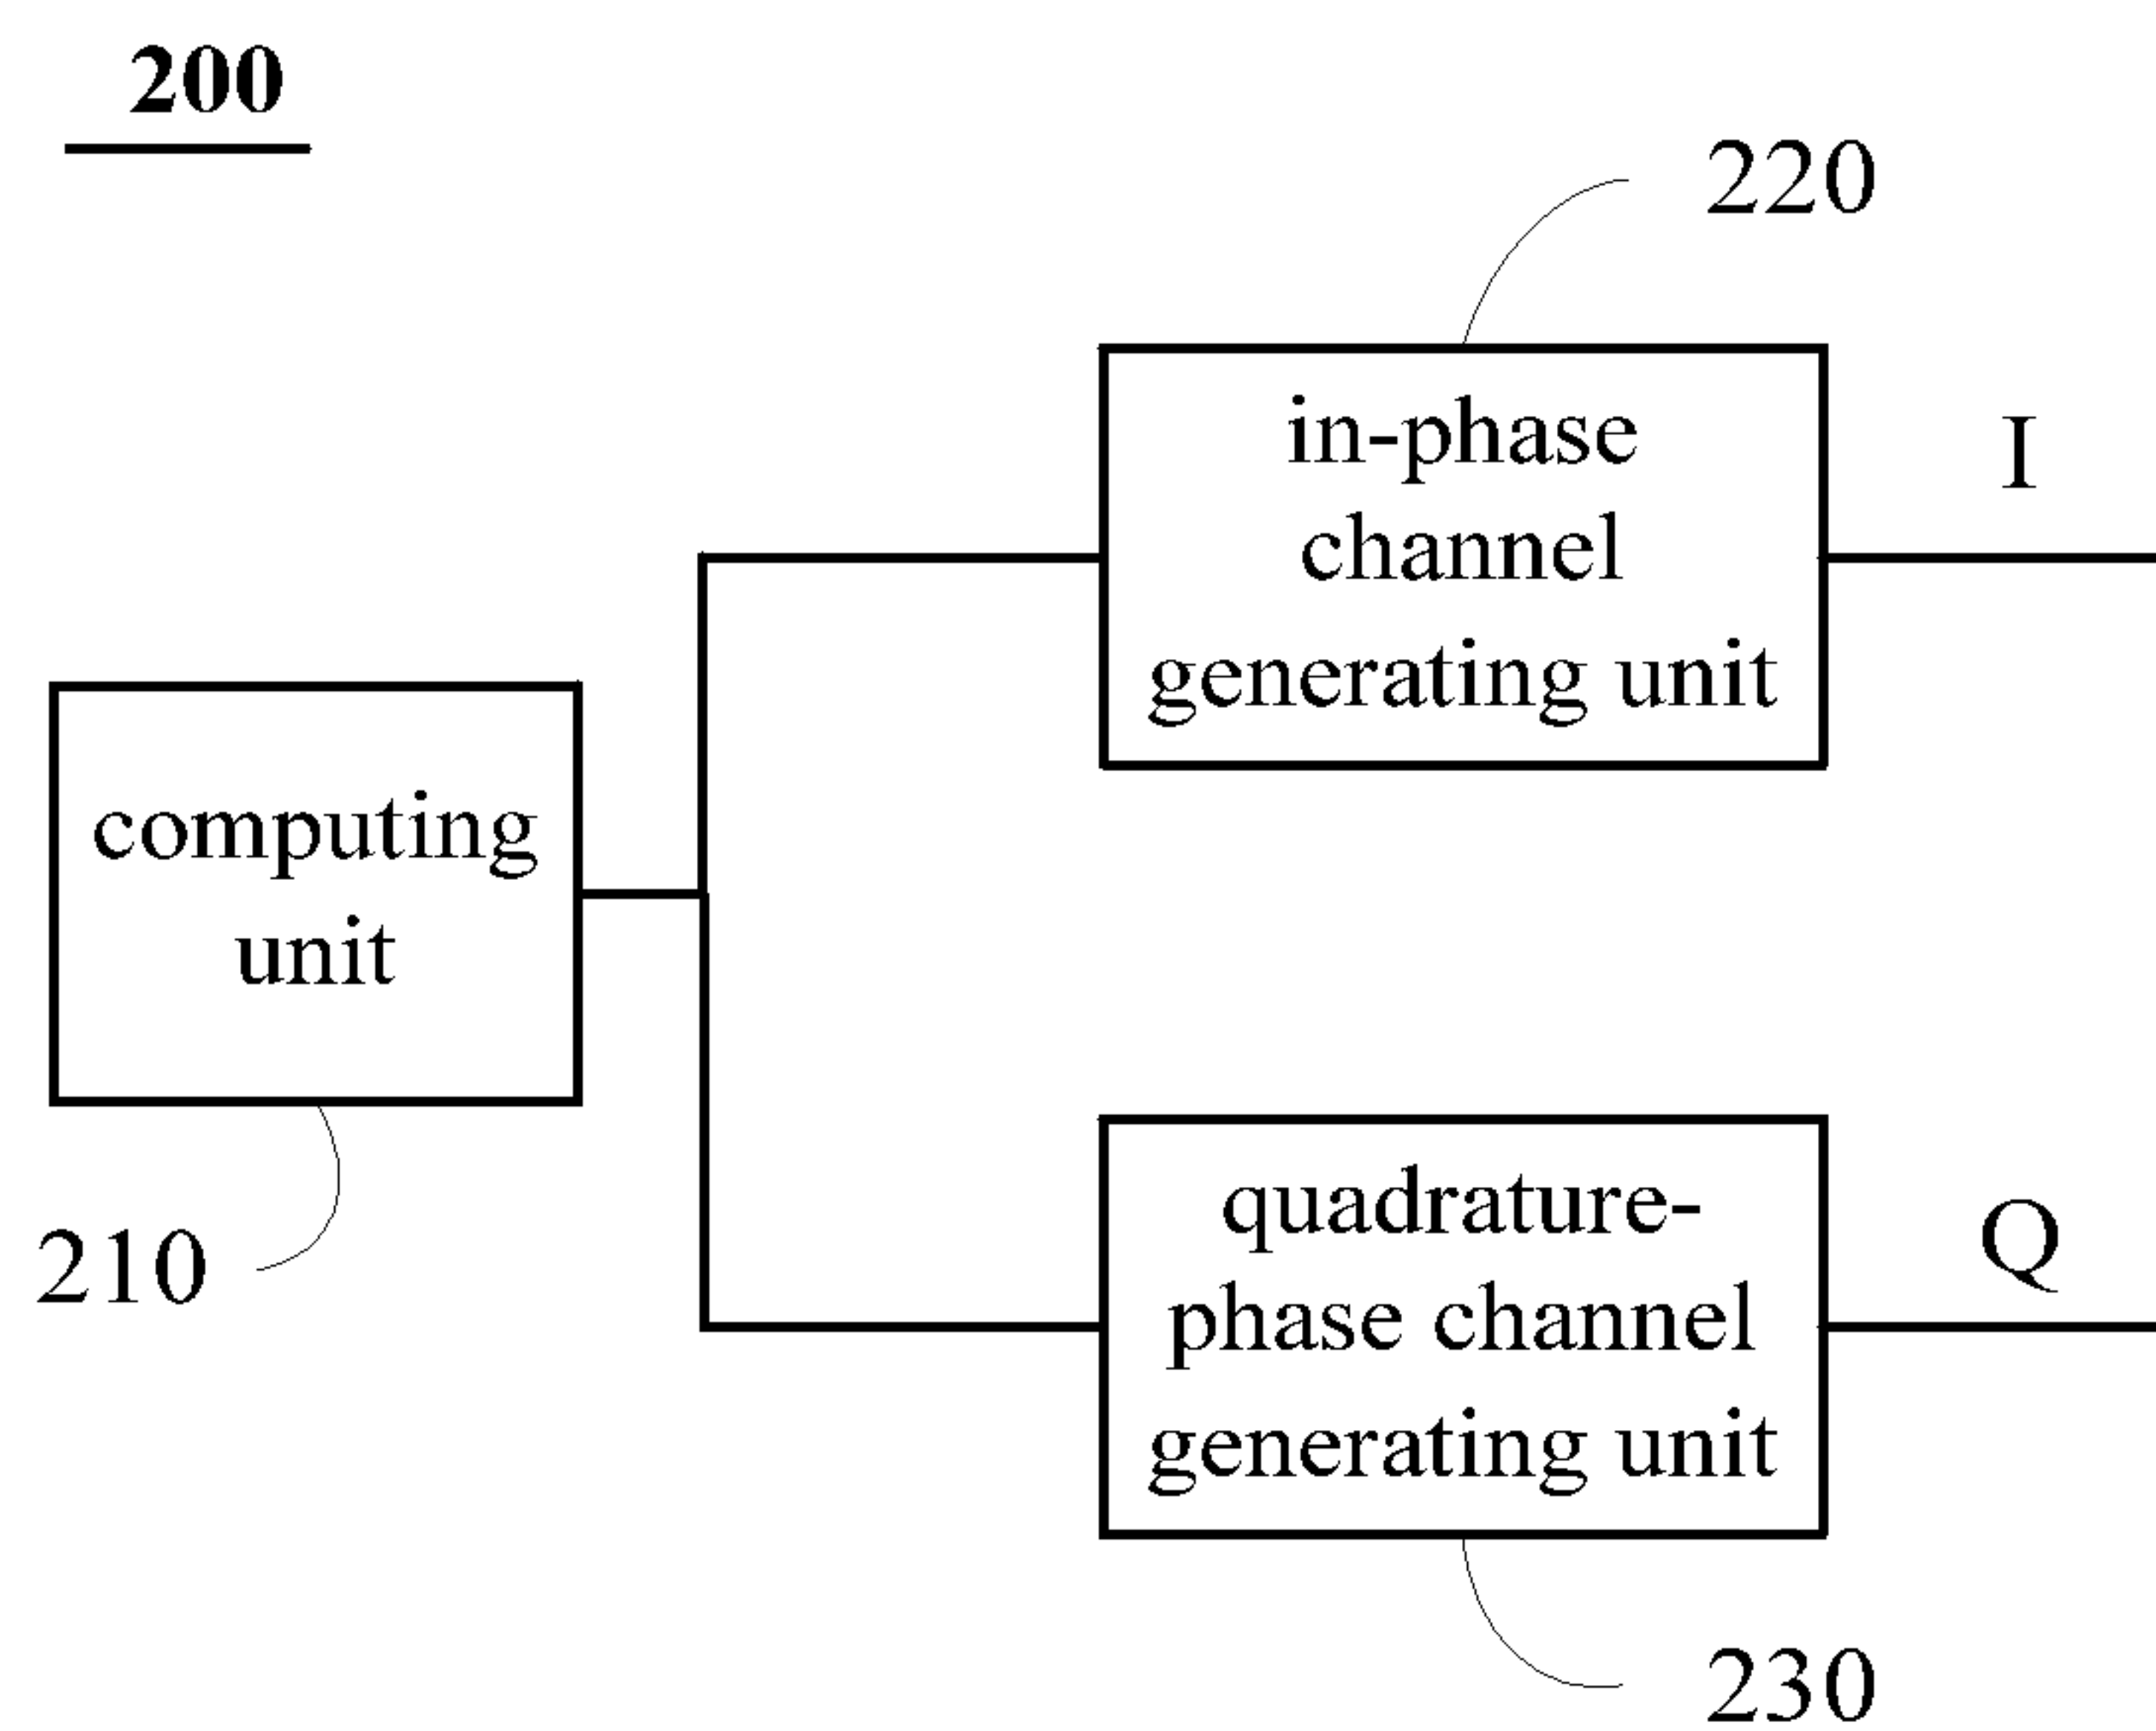 200
220
in-phase
channel
generating unit
I
computing
unit
210
quadrature-
phase channel
generating unit
Q
230